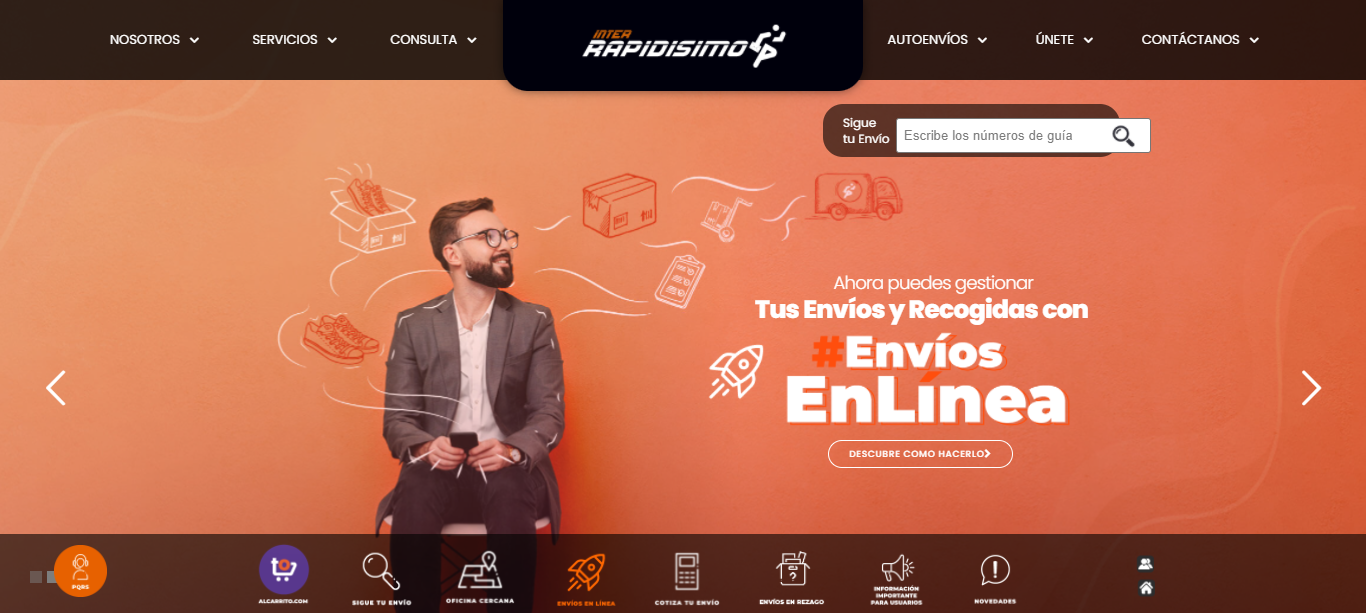 NOSOTROS
SERVICIOS
CONSULTA
INTER
RAPIDISIMO
AUTOENVÍOS
ÚNETE
CONTÁCTANOS
Sigue
tu Envío
Escribe los números de guía
Ahora puedes gestionar
Tus Envíos y Recogidas con
#Envíos
EnLínea
DESCUBRE COMO HACERLO
PQRS
ALCARRITO.COM
SIGUE TU ENVÍO
OFICINA CERCANA
ENVÍOS EN LÍNEA
COTIZA TU ENVÍO
ENVÍOS EN REZAGO
INFORMACIÓN
IMPORTANTE
PARA USUARIOS
NOVEDADES